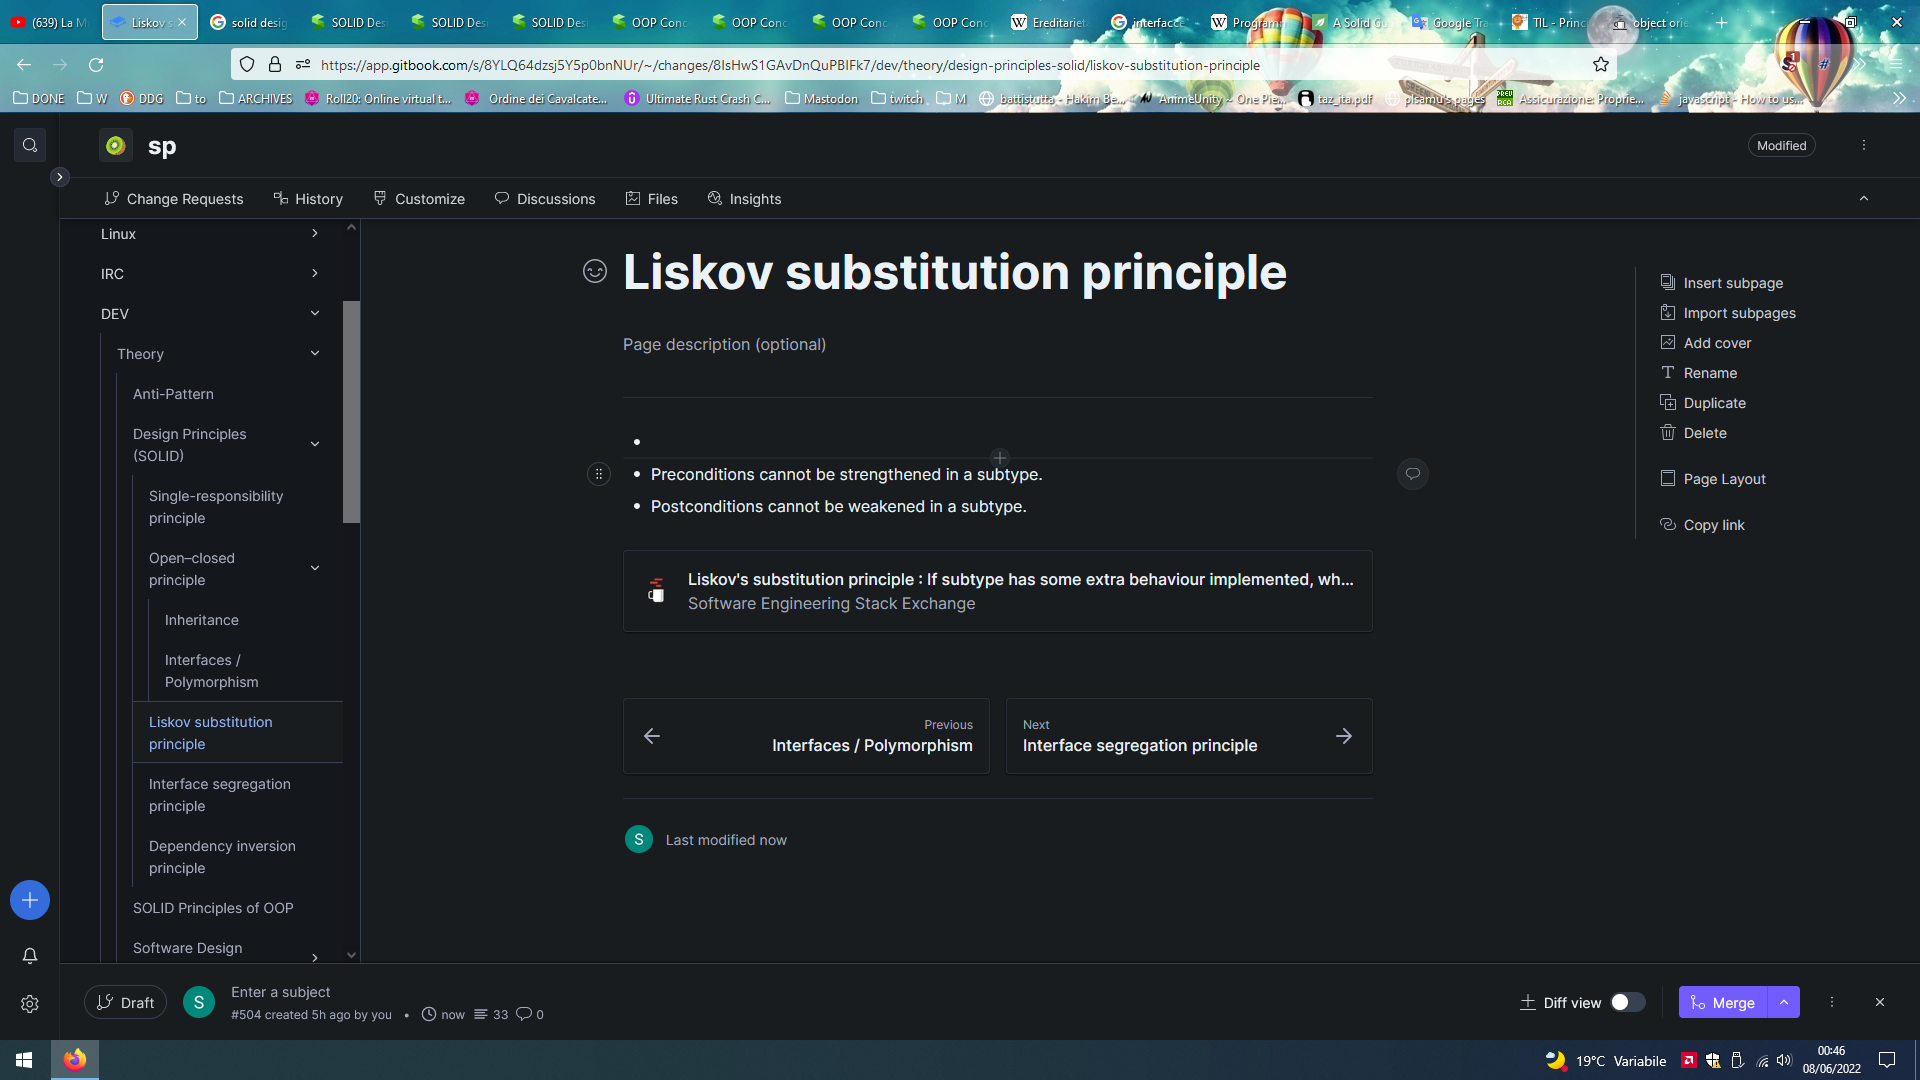 (639) La M
Liskov s
solid desig
SOLID Desi
SOLID Desi
SOLID Desi
OOP Conc
OOP Conc
OOP Conc
OOP Conc
Ereditariet
interfacce
Programm
A Solid Gu
Google Tra
TIL - Princi
object orie
https://app.gitbook.com/s/8YLQ64dzsj5Y5p0bnNUr/~/changes/8IsHwS1GAvDnQuPBIFk7/dev/theory/design-principles-solid/liskov-substitution-principle
DONE
W
DDG
to
ARCHIVES
Roll20: Online virtual t...
Ordine dei Cavalcate...
Ultimate Rust Crash C...
Mastodon
twitch
M
battistutta - Hakim Be...
AnimeUnity ~ One Pie...
taz_ita.pdf
pisamu's pages
Assicurazione: Proprie...
javascript - How to us...
sp
Modified
Change Requests
History
Customize
Discussions
Files
Insights
Linux
IRC
DEV
Theory
Anti-Pattern
Design Principles
(SOLID)
Single-responsibility
principle
Open–closed
principle
Inheritance
Interfaces /
Polymorphism
Liskov substitution
principle
Interface segregation
principle
Dependency inversion
principle
SOLID Principles of OOP
Software Design
Liskov substitution principle
Page description (optional)
• 
• Preconditions cannot be strengthened in a subtype.
• Postconditions cannot be weakened in a subtype.
Liskov's substitution principle : If subtype has some extra behaviour implemented, wh...
Software Engineering Stack Exchange
Previous
Interfaces / Polymorphism
Next
Interface segregation principle
S
Last modified now
Insert subpage
Import subpages
Add cover
Rename
Duplicate
Delete
Page Layout
Copy link
Draft
S
Enter a subject
#504 created 5h ago by you • now 33 0
Diff view
Merge
19°C Variabile
00:46
08/06/2022